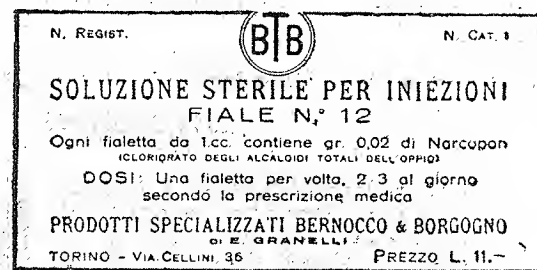 N. REGIST.
BTB
N. CAT. 1
SOLUZIONE STERILE PER INIEZIONI
FIALE N.° 12
Ogni fialetta da 1.cc. contiene gr. 0,02 di Narcopon
(CLORIDRATO DEGLI ALCALOIDI TOTALI DELL'OPPIO)
DOSI: Una fialetta per volta, 2-3 al giorno
secondo la prescrizione medica
PRODOTTI SPECIALIZZATI BERNOCCO & BORGOGNO
DI E. GRANELLI
TORINO - VIA CELLINI, 36
PREZZO L. 11.-